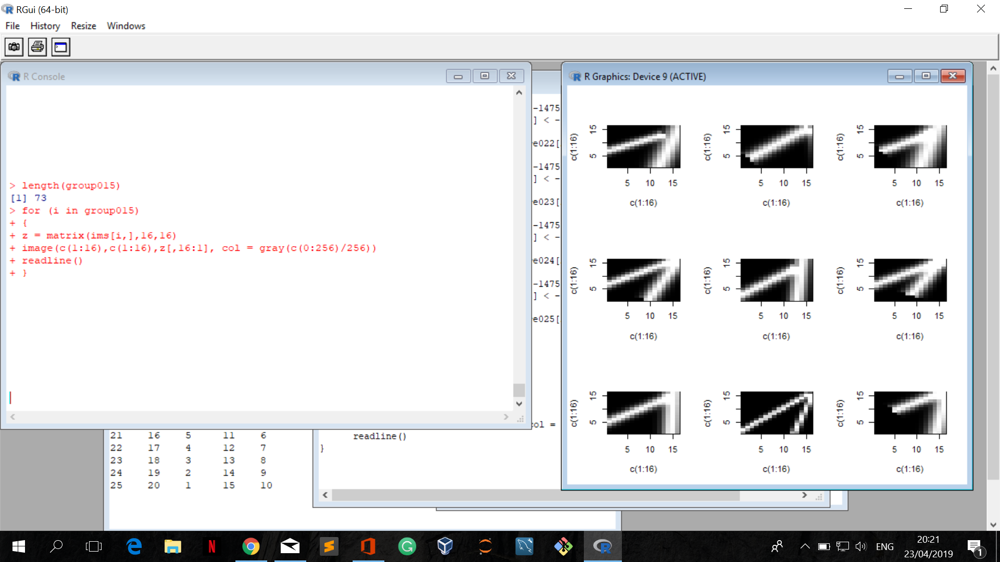 RGui (64-bit)
File History Resize Windows
R Console
> length(group015)
[1] 73
> for (i in group015)
+ {
+ z = matrix(ims[i,],16,16)
+ image(c(1:16),c(1:16),z[,16:1], col = gray(c(0:256)/256))
+ readline()
+ }
-1475
] < -
e022[
-1475
] < -
e023[
-1475
] < -
e024[
-1475
] < -
e025[
col =
readline()
}
21 16 5 11 6
22 17 4 12 7
23 18 3 13 8
24 19 2 14 9
25 20 1 15 10
R Graphics: Device 9 (ACTIVE)
c(1:16) 5 15 c(1:16) 5 15 c(1:16) 5 15
5 10 15 5 10 15 5 10 15
c(1:16) c(1:16) c(1:16)
c(1:16) 5 15 c(1:16) 5 15 c(1:16) 5 15
5 10 15 5 10 15 5 10 15
c(1:16) c(1:16) c(1:16)
c(1:16) 5 15 c(1:16) 5 15 c(1:16) 5 15
5 10 15 5 10 15 5 10 15
c(1:16) c(1:16) c(1:16)
ENG
20:21
23/04/2019
1